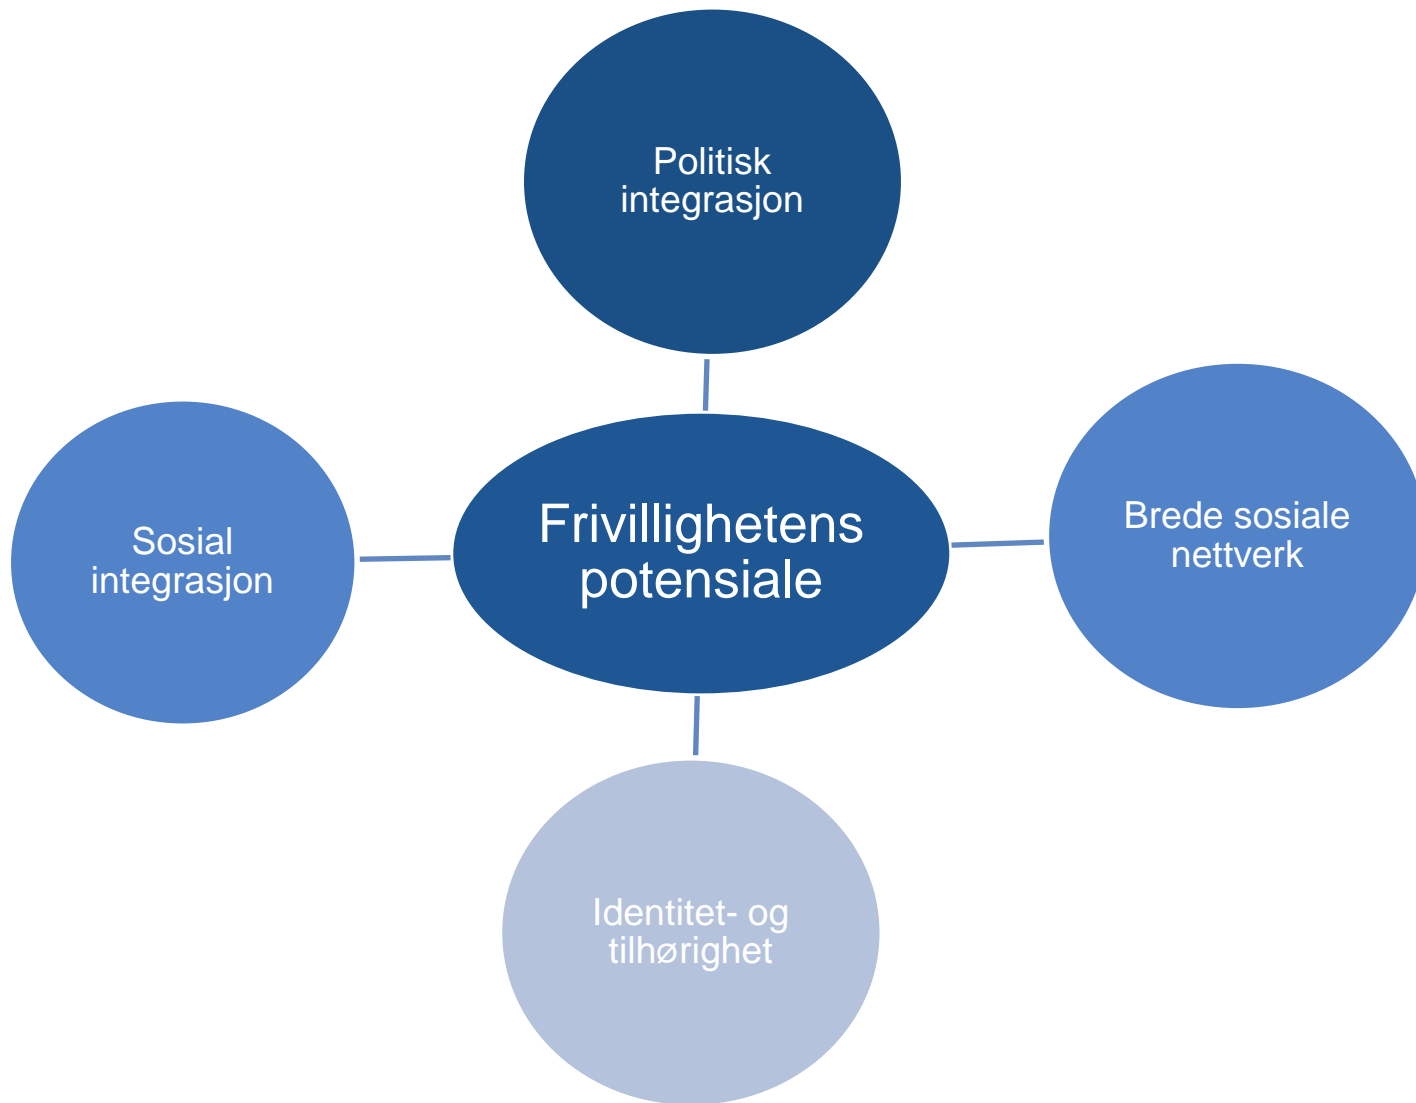 Politisk
integrasjon
Sosial
integrasjon
Frivillighetens
potensiale
Brede sosiale
nettverk
Identitet- og
tilhørighet